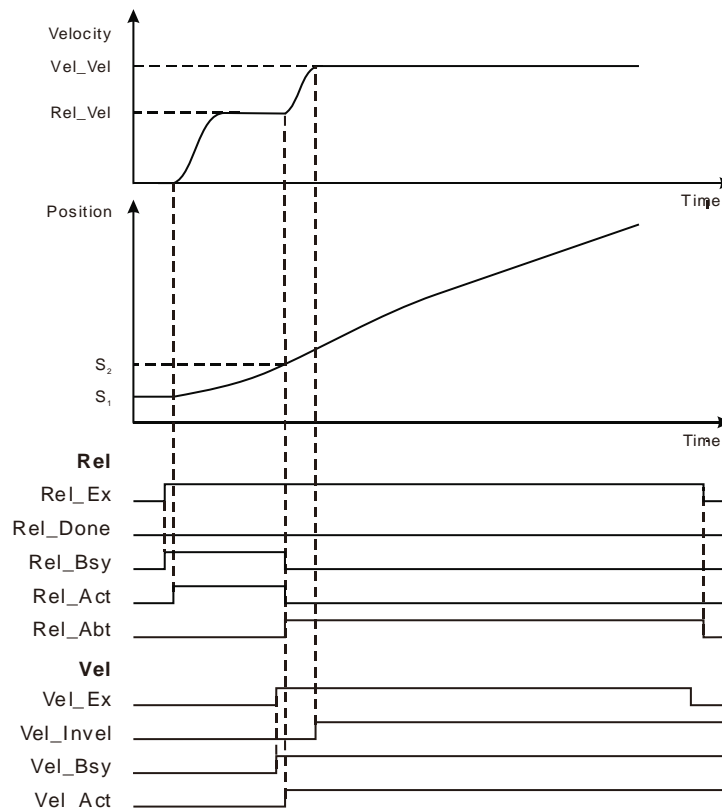 Velocity
Vel_Vel
Rel_Vel
Time
Position
S2
S1
Time
Rel
Rel_Ex
Rel_Done
Rel_Bsy
Rel_Act
Rel_Abt
Vel
Vel_Ex
Vel_Invel
Vel_Bsy
Vel_Act